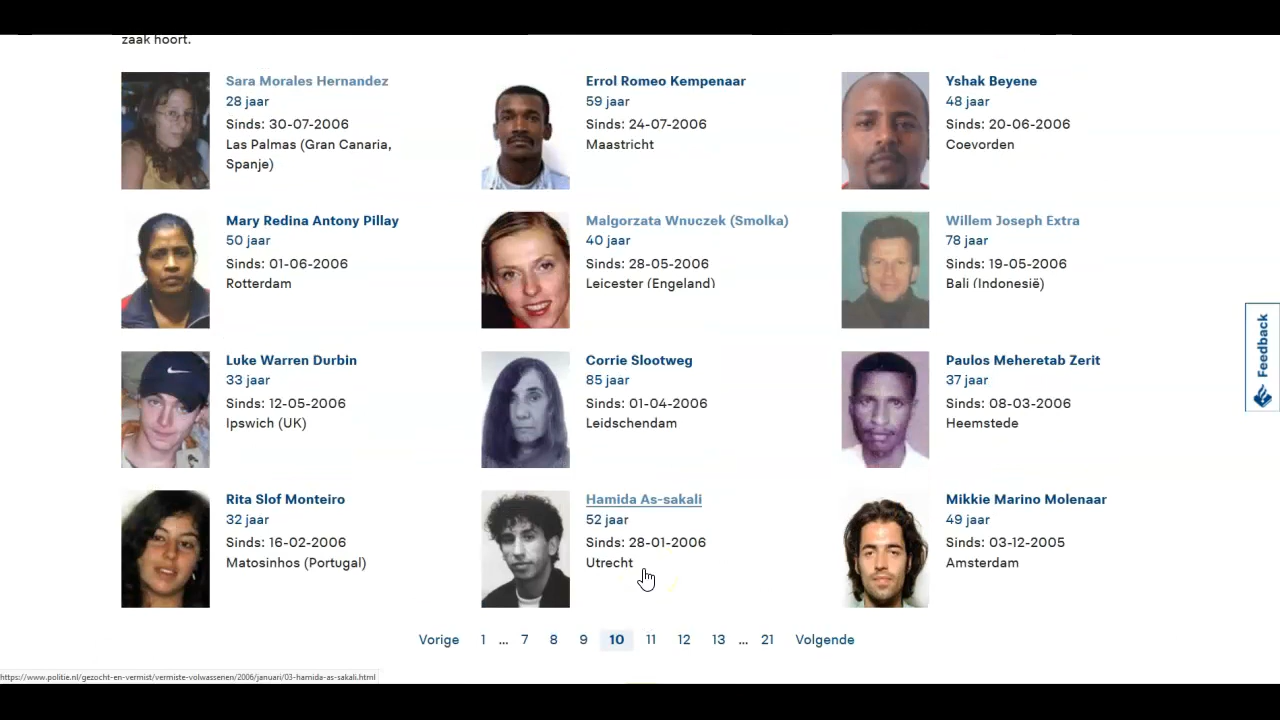 zaak hoort.
Sara Morales Hernandez
28 jaar
Sinds: 30-07-2006
Las Palmas (Gran Canaria,
Spanje)
Errol Romeo Kempenaar
59 jaar
Sinds: 24-07-2006
Maastricht
Yshak Beyene
48 jaar
Sinds: 20-06-2006
Coevorden
Mary Redina Antony Pillay
50 jaar
Sinds: 01-06-2006
Rotterdam
Malgorzata Wnuczek (Smolka)
40 jaar
Sinds: 28-05-2006
Leicester (Engeland)
Willem Joseph Extra
78 jaar
Sinds: 19-05-2006
Bali (Indonesië)
Luke Warren Durbin
33 jaar
Sinds: 12-05-2006
Ipswich (UK)
Corrie Slootweg
85 jaar
Sinds: 01-04-2006
Leidschendam
Paulos Meheretab Zerit
37 jaar
Sinds: 08-03-2006
Heemstede
Rita Slof Monteiro
32 jaar
Sinds: 16-02-2006
Matosinhos (Portugal)
Hamida As-sakali
52 jaar
Sinds: 28-01-2006
Utrecht
Mikkie Marino Molenaar
49 jaar
Sinds: 03-12-2005
Amsterdam
Feedback
Vorige 1 ... 7 8 9 10 11 12 13 ... 21 Volgende
https://www.politie.nl/gezocht-en-vermist/vermiste-volwassenen/2006/januari/03-hamida-as-sakali.html